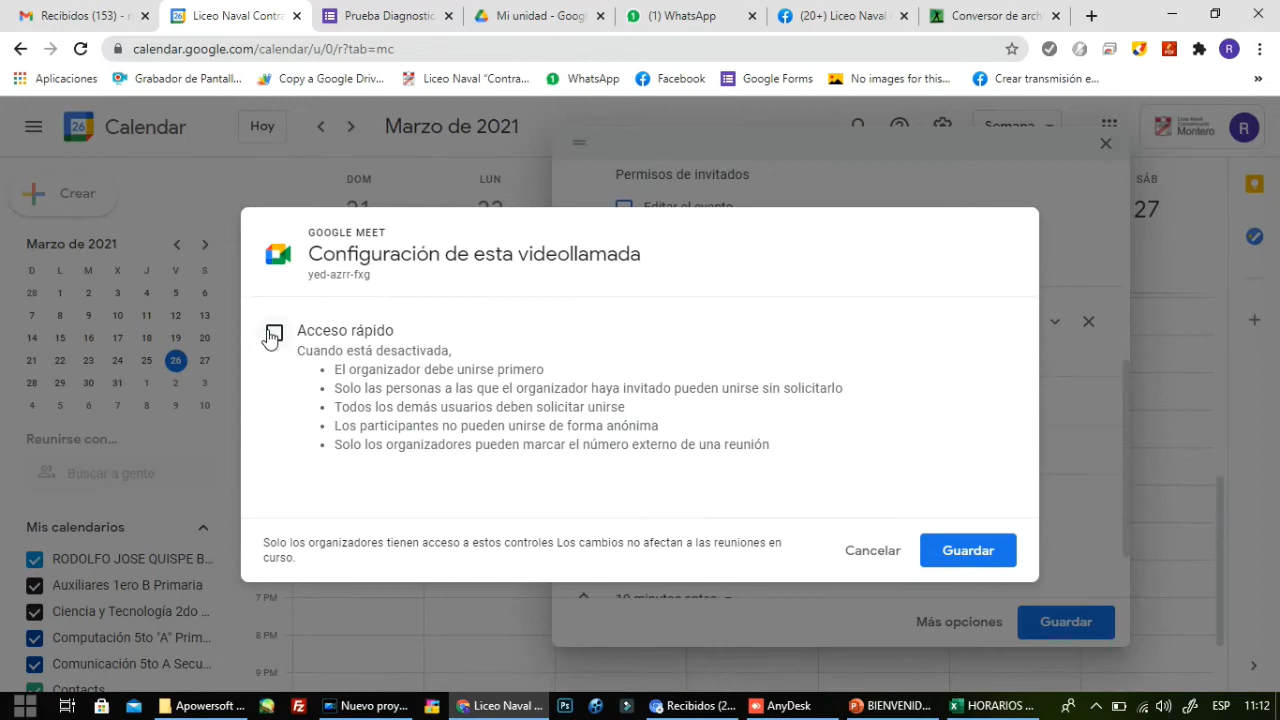 Recibidos (153) - r
Liceo Naval Contra
Prueba Diagnostic
Mi unidad - Goog
(1) WhatsApp
(20+) Liceo Naval
Conversor de arch
calendar.google.com/calendar/u/0/r?tab=mc
R
Aplicaciones
Grabador de Pantall...
Copy a Google Driv...
Liceo Naval "Contra...
WhatsApp
Facebook
Google Forms
No images for this...
Crear transmisión e...
»
26
Calendar
Hoy
Marzo de 2021
Semana
Liceo Naval
Contraalmirante
Montero
R
Crear
DOM
LUN
SÁB
27
Marzo de 2021
D L M M J V S
28 1 2 3 4 5 6
7 8 9 10 11 12 13
14 15 16 17 18 19 20
21 22 23 24 25 26 27
28 29 30 31 1 2 3
4 5 6 7 8 9 10
Reunirse con...
Buscar a gente
Mis calendarios
RODOLFO JOSE QUISPE B...
Auxiliares 1ero B Primaria
Ciencia y Tecnología 2do ...
Computación 5to "A" Prim...
Comunicación 5to A Secu...
Contacts
Permisos de invitados
Editar el evento
GOOGLE MEET
Configuración de esta videollamada
yed-azrr-fxg
Acceso rápido
Cuando está desactivada,
• El organizador debe unirse primero
• Solo las personas a las que el organizador haya invitado pueden unirse sin solicitarlo
• Todos los demás usuarios deben solicitar unirse
• Los participantes no pueden unirse de forma anónima
• Solo los organizadores pueden marcar el número externo de una reunión
Solo los organizadores tienen acceso a estos controles Los cambios no afectan a las reuniones en
curso.
Cancelar
Guardar
10 minutos antes
7 PM
8 PM
9 PM
Más opciones
Guardar
Apowersoft ...
Nuevo proy...
Liceo Naval ...
Recibidos (2...
AnyDesk
BIENVENID...
HORARIOS ...
ESP
11:12